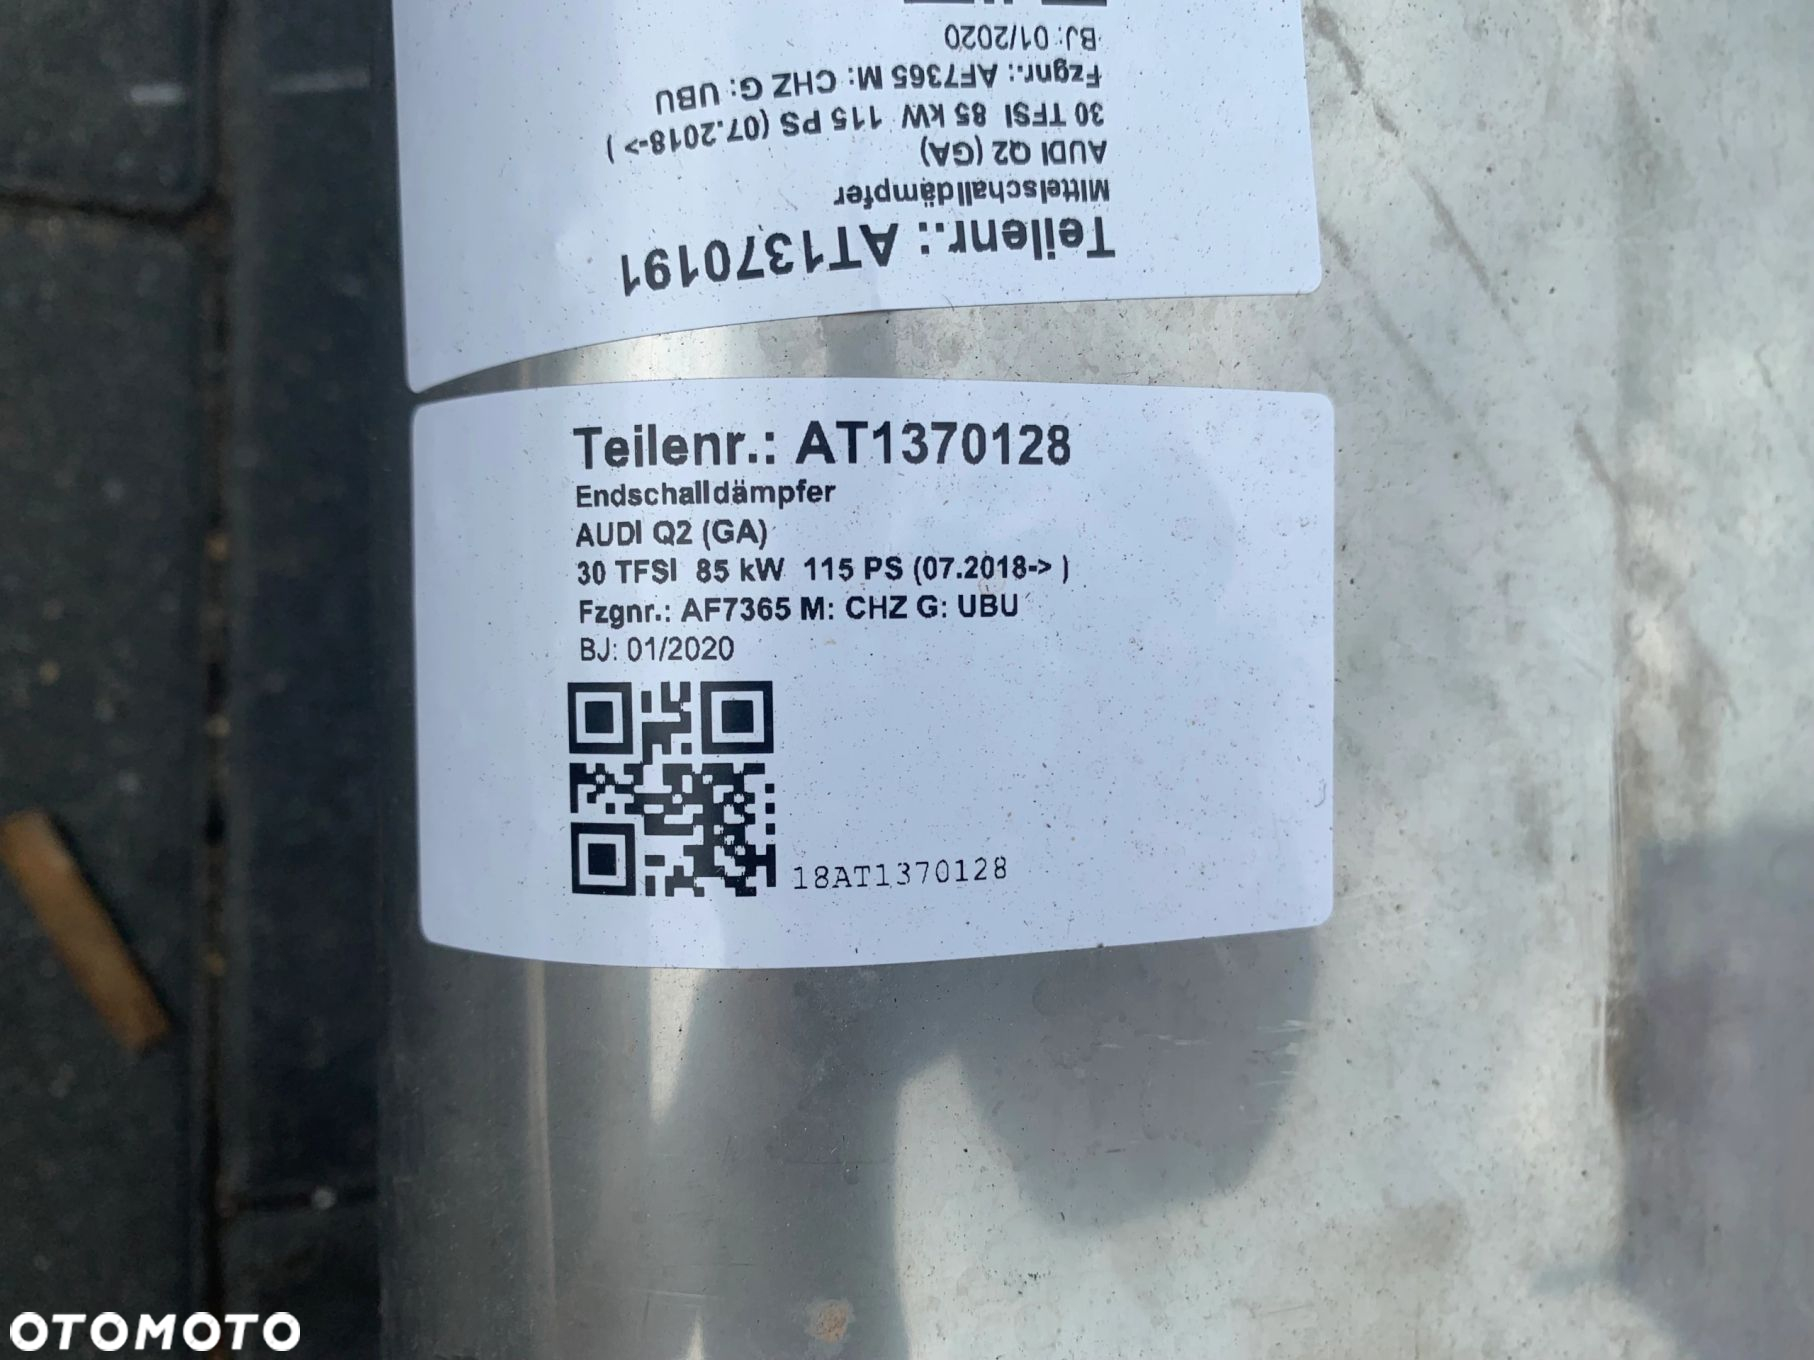 Teilenr.: AT1370191
Mittelschalldämpfer
AUDI Q2 (GA)
30 TFSI 85 kW 115 PS (07.2018-> )
Fzgnr.: AF7365 M: CHZ G: UBU
BJ: 01/2020
Teilenr.: AT1370128
Endschalldämpfer
AUDI Q2 (GA)
30 TFSI 85 kW 115 PS (07.2018-> )
Fzgnr.: AF7365 M: CHZ G: UBU
BJ: 01/2020
18AT1370128
OTOMOTO